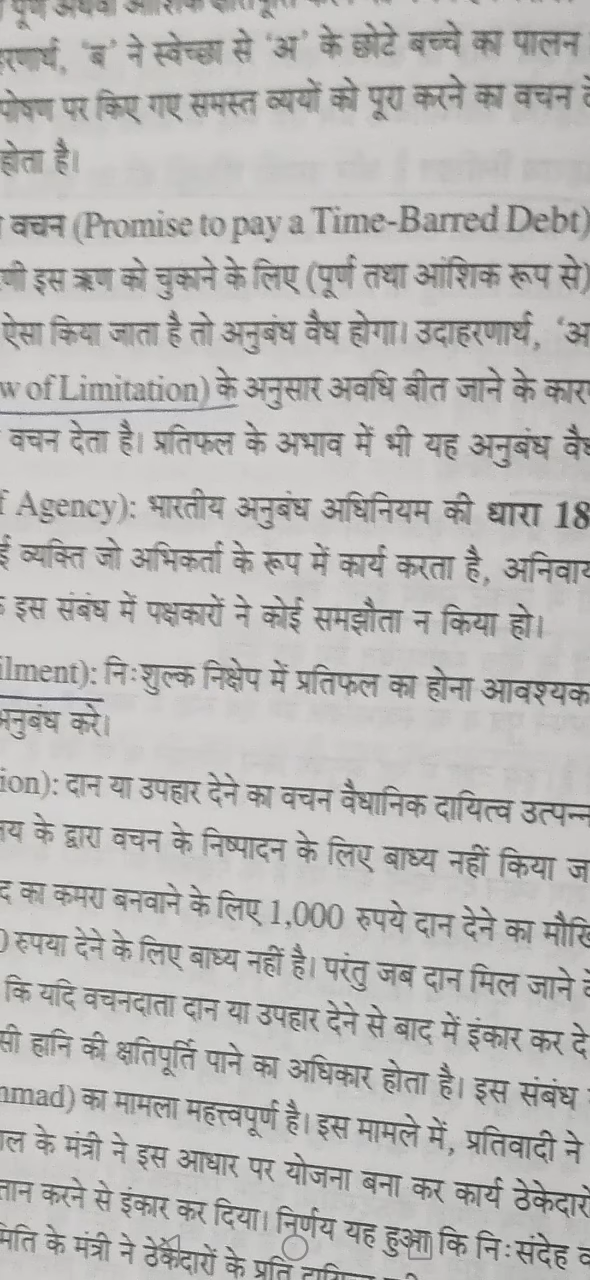 पूर्ण अथवा आंशिक
'ब' ने स्वेच्छा से 'अ' के छोटे बच्चे का पालन
पोषण पर किए गए समस्त व्ययों को पूरा करने का वचन
होता है।
वचन (Promise to pay a Time-Barred Debt)
इस ऋण को चुकाने के लिए (पूर्ण तथा आंशिक रूप से)
ऐसा किया जाता है तो अनुबंध वैध होगा। उदाहरणार्थ, 'अ
w of Limitation) के अनुसार अवधि बीत जाने के
वचन देता है। प्रतिफल के अभाव में भी यह अनुबंध
f Agency): भारतीय अनुबंध अधिनियम की धारा 18
व्यक्ति जो अभिकर्ता के रूप में कार्य करता है,
इस संबंध में पक्षकारों ने कोई समझौता न किया हो।
ilment): निःशुल्क निक्षेप में प्रतिफल का होना आवश्यक
अनुबंध करे।
ion): दान या उपहार देने का वचन वैधानिक दायित्व उत्पन्न
के द्वारा वचन के निष्पादन के लिए बाध्य नहीं किया ज
का कमरा बनवाने के लिए 1,000 रुपये दान देने का
0 रुपया देने के लिए बाध्य नहीं है। परंतु जब दान मिल जाने
कि यदि वचनदाता दान या उपहार देने से बाद में इंकार कर दे
सी हानि की क्षतिपूर्ति पाने का अधिकार होता है। इस संबंध
mmad) का मामला महत्त्वपूर्ण है। इस मामले में, प्रतिवादी ने
के मंत्री ने इस आधार पर योजना बना कर कार्य
करने से इंकार कर दिया। निर्णय यह हुआ कि निःसंदेह
मिति के मंत्री ने ठेकेदारों के प्रति